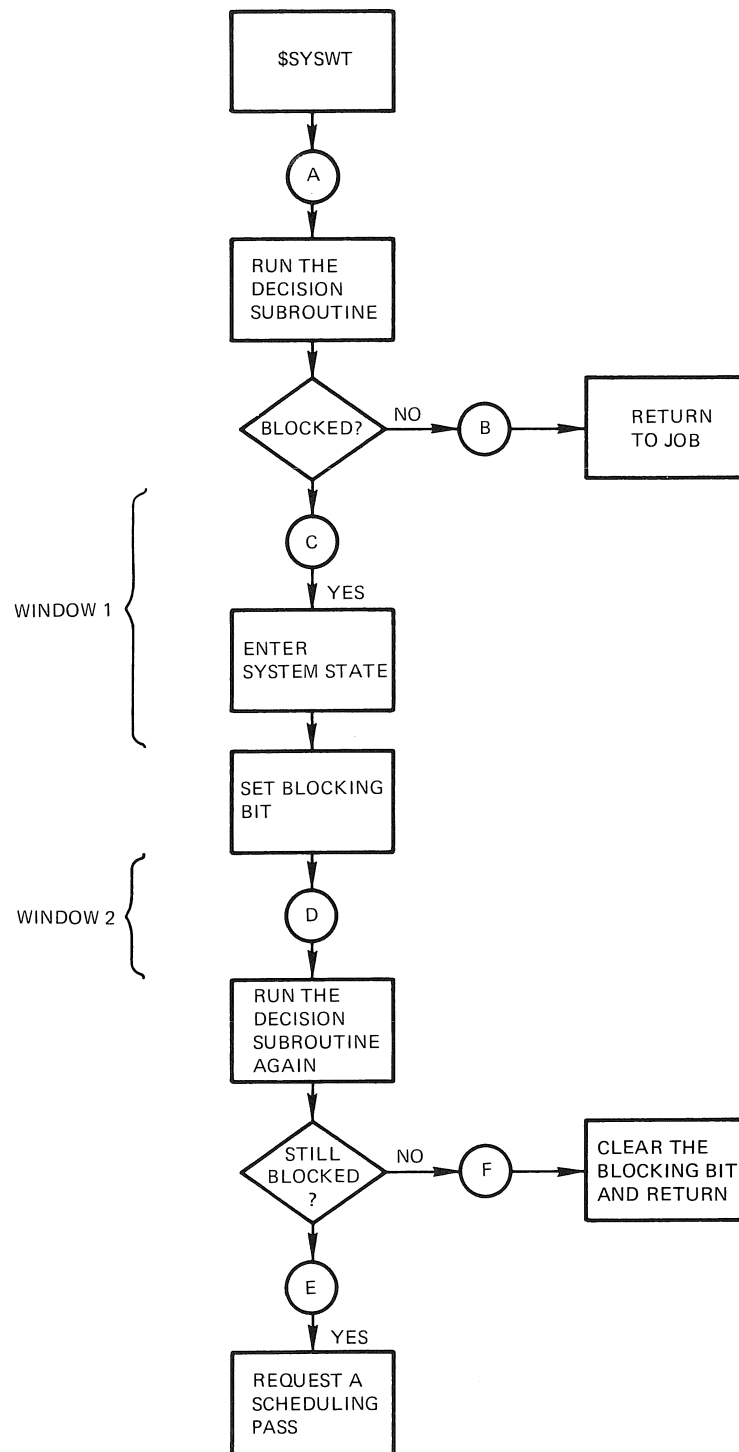 $SYSWT
A
RUN THE
DECISION
SUBROUTINE
BLOCKED?
NO
B
RETURN
TO JOB
C
YES
WINDOW 1
ENTER
SYSTEM STATE
SET BLOCKING
BIT
WINDOW 2
D
RUN THE
DECISION
SUBROUTINE
AGAIN
STILL
BLOCKED
?
NO
F
CLEAR THE
BLOCKING BIT
AND RETURN
E
YES
REQUEST A
SCHEDULING
PASS